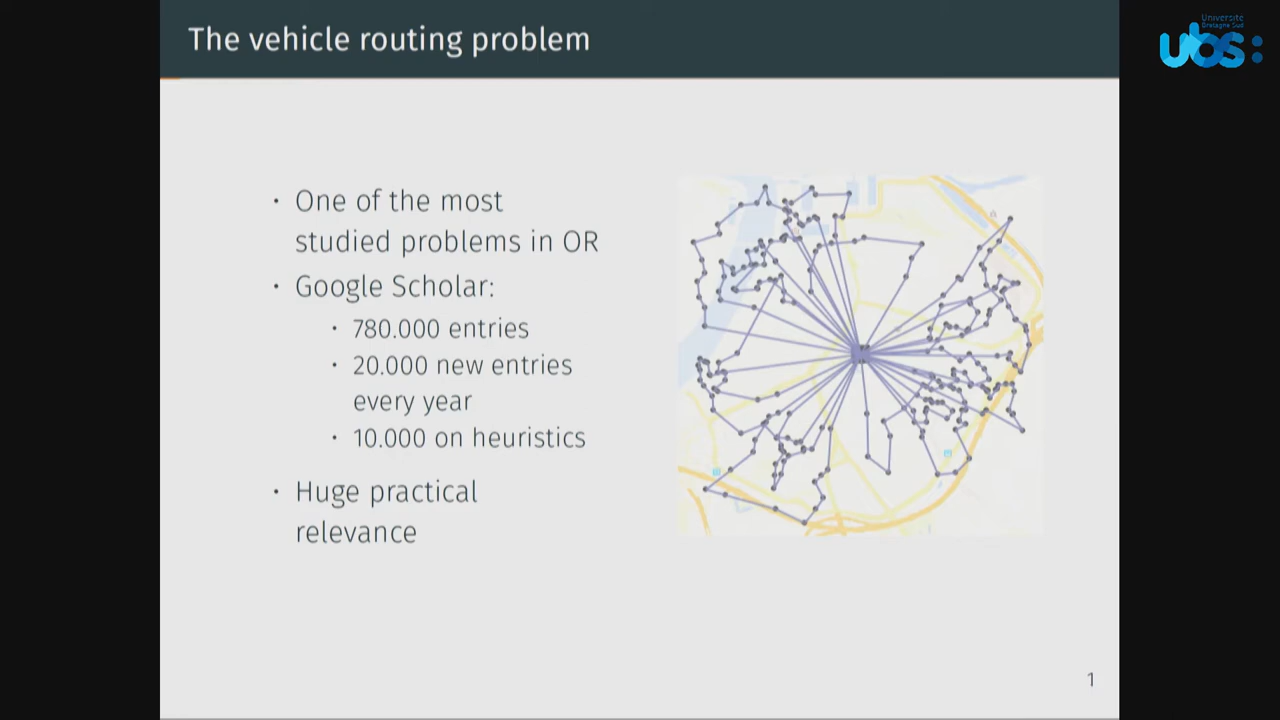 The vehicle routing problem
Université
Bretagne Sud
ubs:
· One of the most
studied problems in OR
· Google Scholar:
· 780.000 entries
· 20.000 new entries
every year
· 10.000 on heuristics
· Huge practical
relevance
1